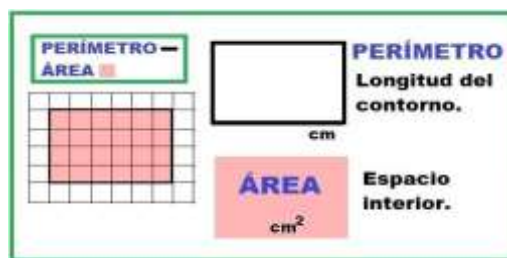 PERÍMETRO
ÁREA
PERÍMETRO
Longitud del
contorno.
cm
ÁREA
cm²
Espacio
interior.